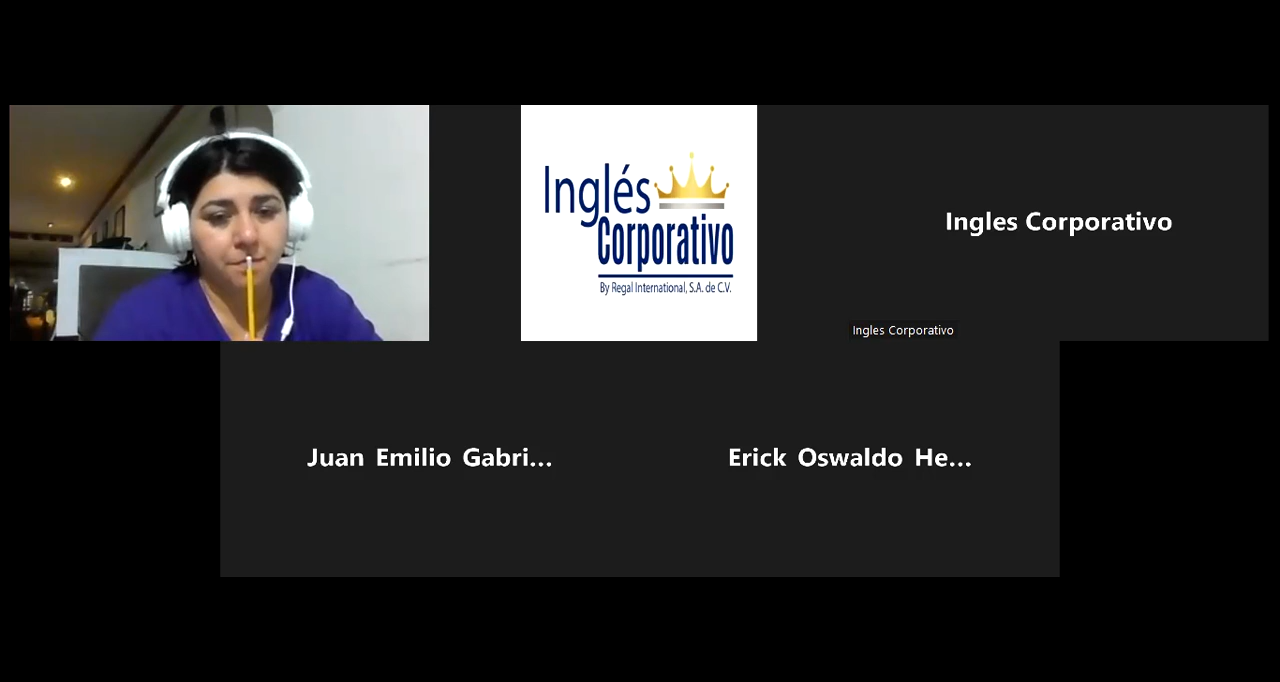 Inglés
Corporativo
By Regal International, S.A. de C.V.
Ingles Corporativo
Ingles Corporativo
Juan Emilio Gabri...
Erick Oswaldo He...